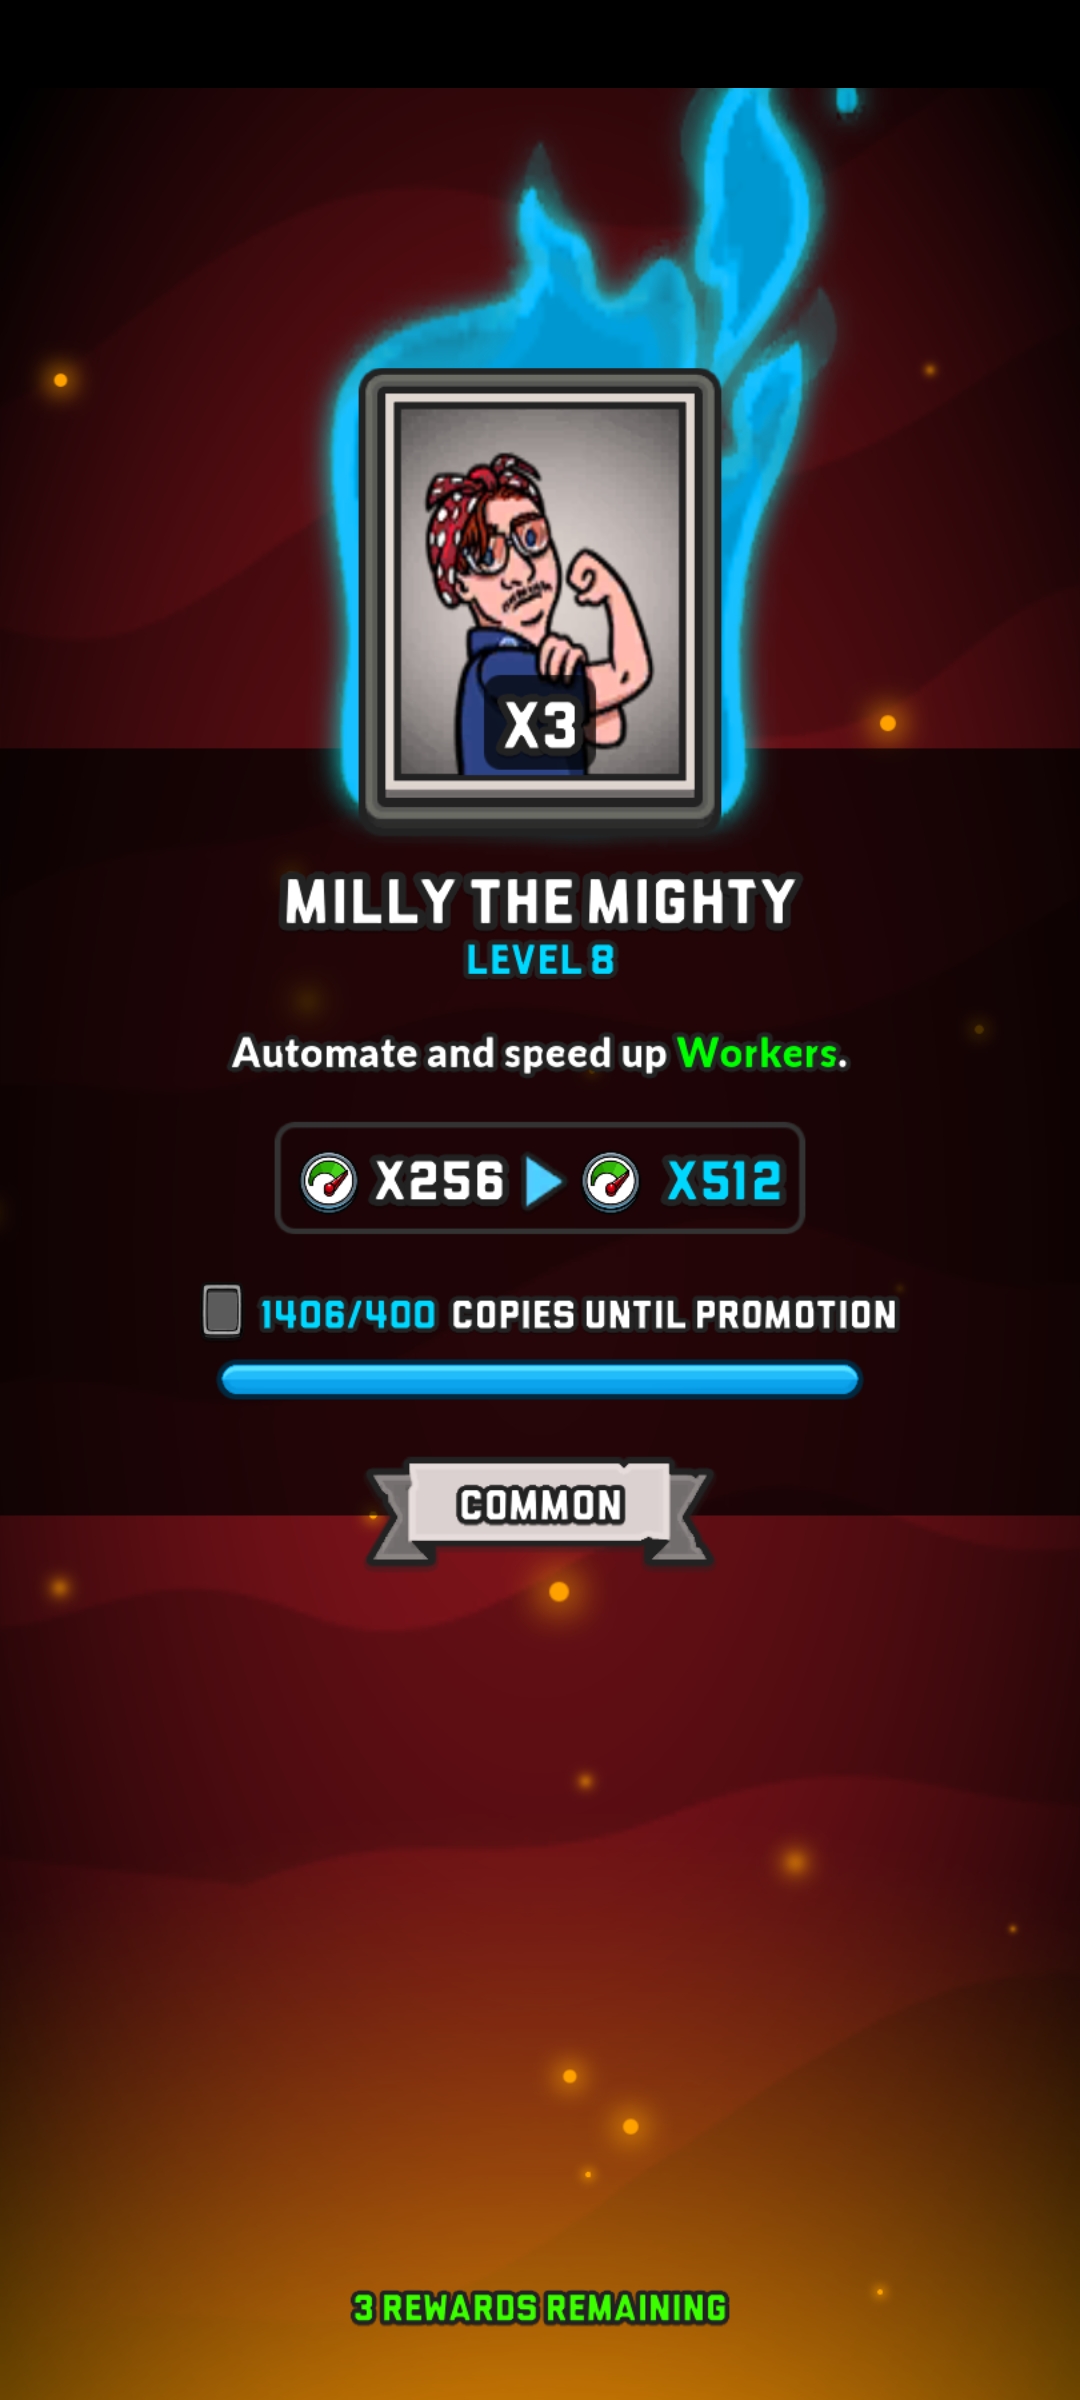 X3
MILLY THE MIGHTY
LEVEL 8
Automate and speed up Workers.
X256 X512
1406/400 COPIES UNTIL PROMOTION
COMMON
3 REWARDS REMAINING